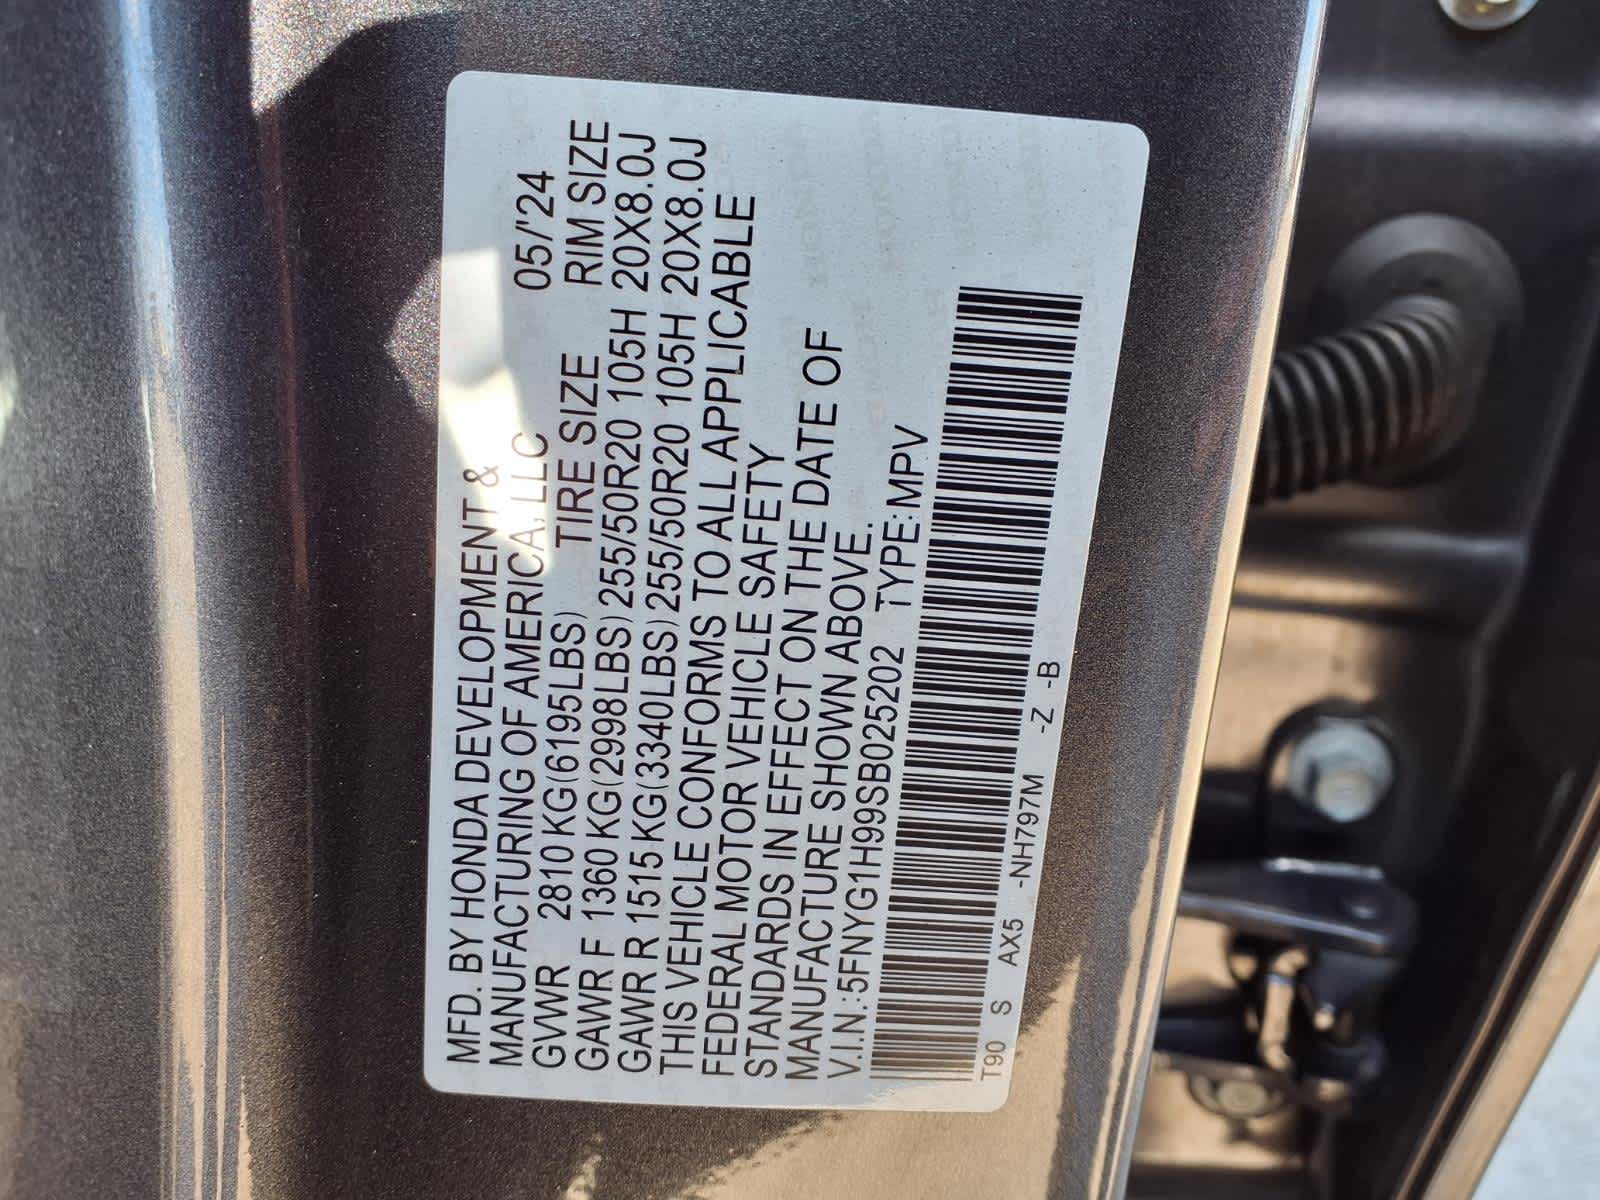 MFD. BY HONDA DEVELOPMENT &
MANUFACTURING OF AMERICA, LLC 05/'24
GVWR 2810 KG(6195LBS) TIRE SIZE RIM SIZE
GAWR F 1360 KG(2998LBS) 255/50R20 105H 20X8.0J
GAWR R 1515 KG(3340LBS) 255/50R20 105H 20X8.0J
THIS VEHICLE CONFORMS TO ALL APPLICABLE
FEDERAL MOTOR VEHICLE SAFETY
STANDARDS IN EFFECT ON THE DATE OF
MANUFACTURE SHOWN ABOVE.
V.I.N.:5FNYG1H99SB025202 TYPE:MPV
T90 S AX5 -NH797M -Z -B